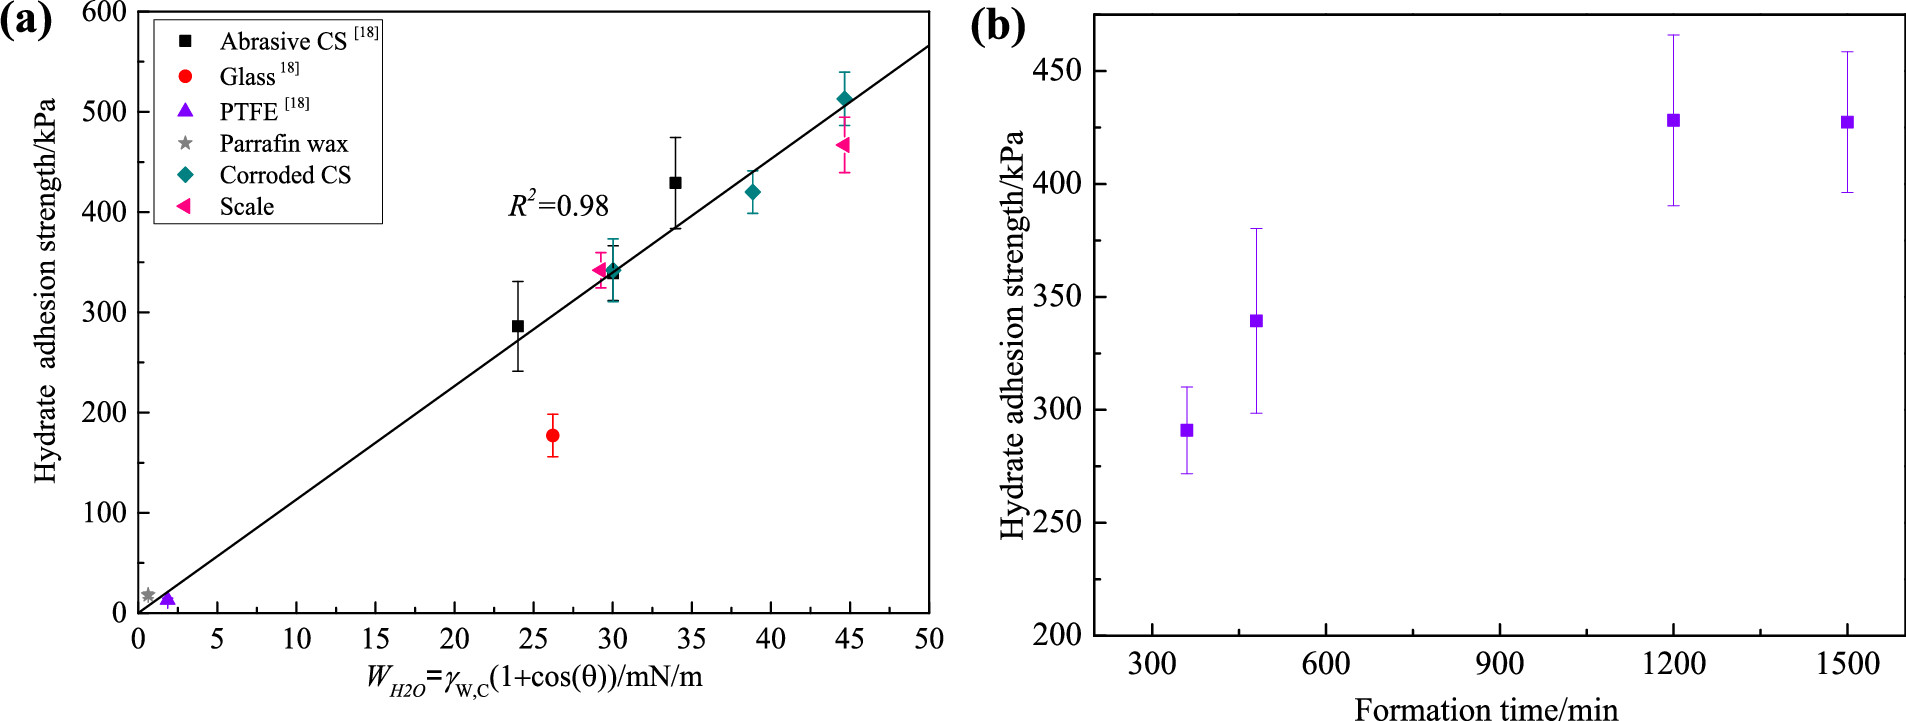 (a)
600
500
400
300
200
100
0
Hydrate adhesion strength/kPa
Abrasive CS [18]
Glass 18]
PTFE [18]
Parrafin wax
Corroded CS
Scale
R²=0.98
0 5 10 15 20 25 30 35 40 45 50
W_H2O=γ_W,C(1+cos(θ))/mN/m
(b)
450
400
350
300
250
200
Hydrate adhesion strength/kPa
300 600 900 1200 1500
Formation time/min